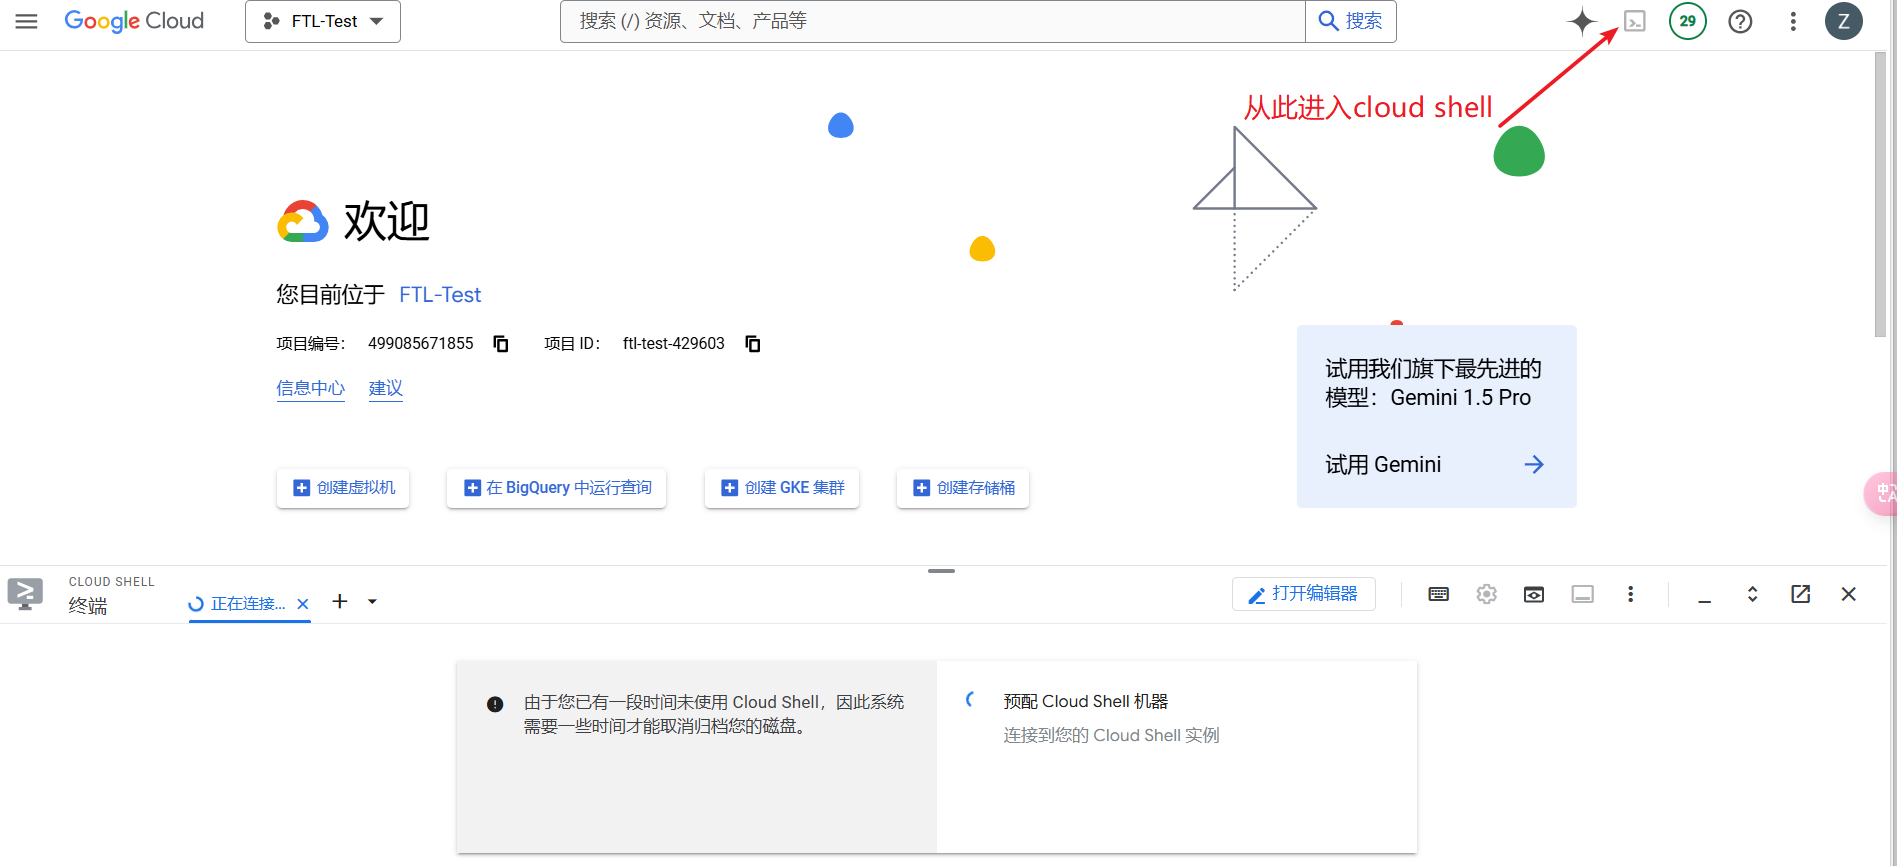 Google Cloud
FTL-Test
搜索 (/) 资源、文档、产品等
搜索
29
Z
从此进入cloud shell
欢迎
您目前位于 FTL-Test
项目编号： 499085671855 项目 ID： ftl-test-429603
信息中心 建议
试用我们旗下最先进的
模型：Gemini 1.5 Pro
试用 Gemini
创建虚拟机
在 BigQuery 中运行查询
创建 GKE 集群
创建存储桶
中
A
CLOUD SHELL
终端
正在连接...
打开编辑器
由于您已有一段时间未使用 Cloud Shell，因此系统
需要一些时间才能取消归档您的磁盘。
预配 Cloud Shell 机器
连接到您的 Cloud Shell 实例